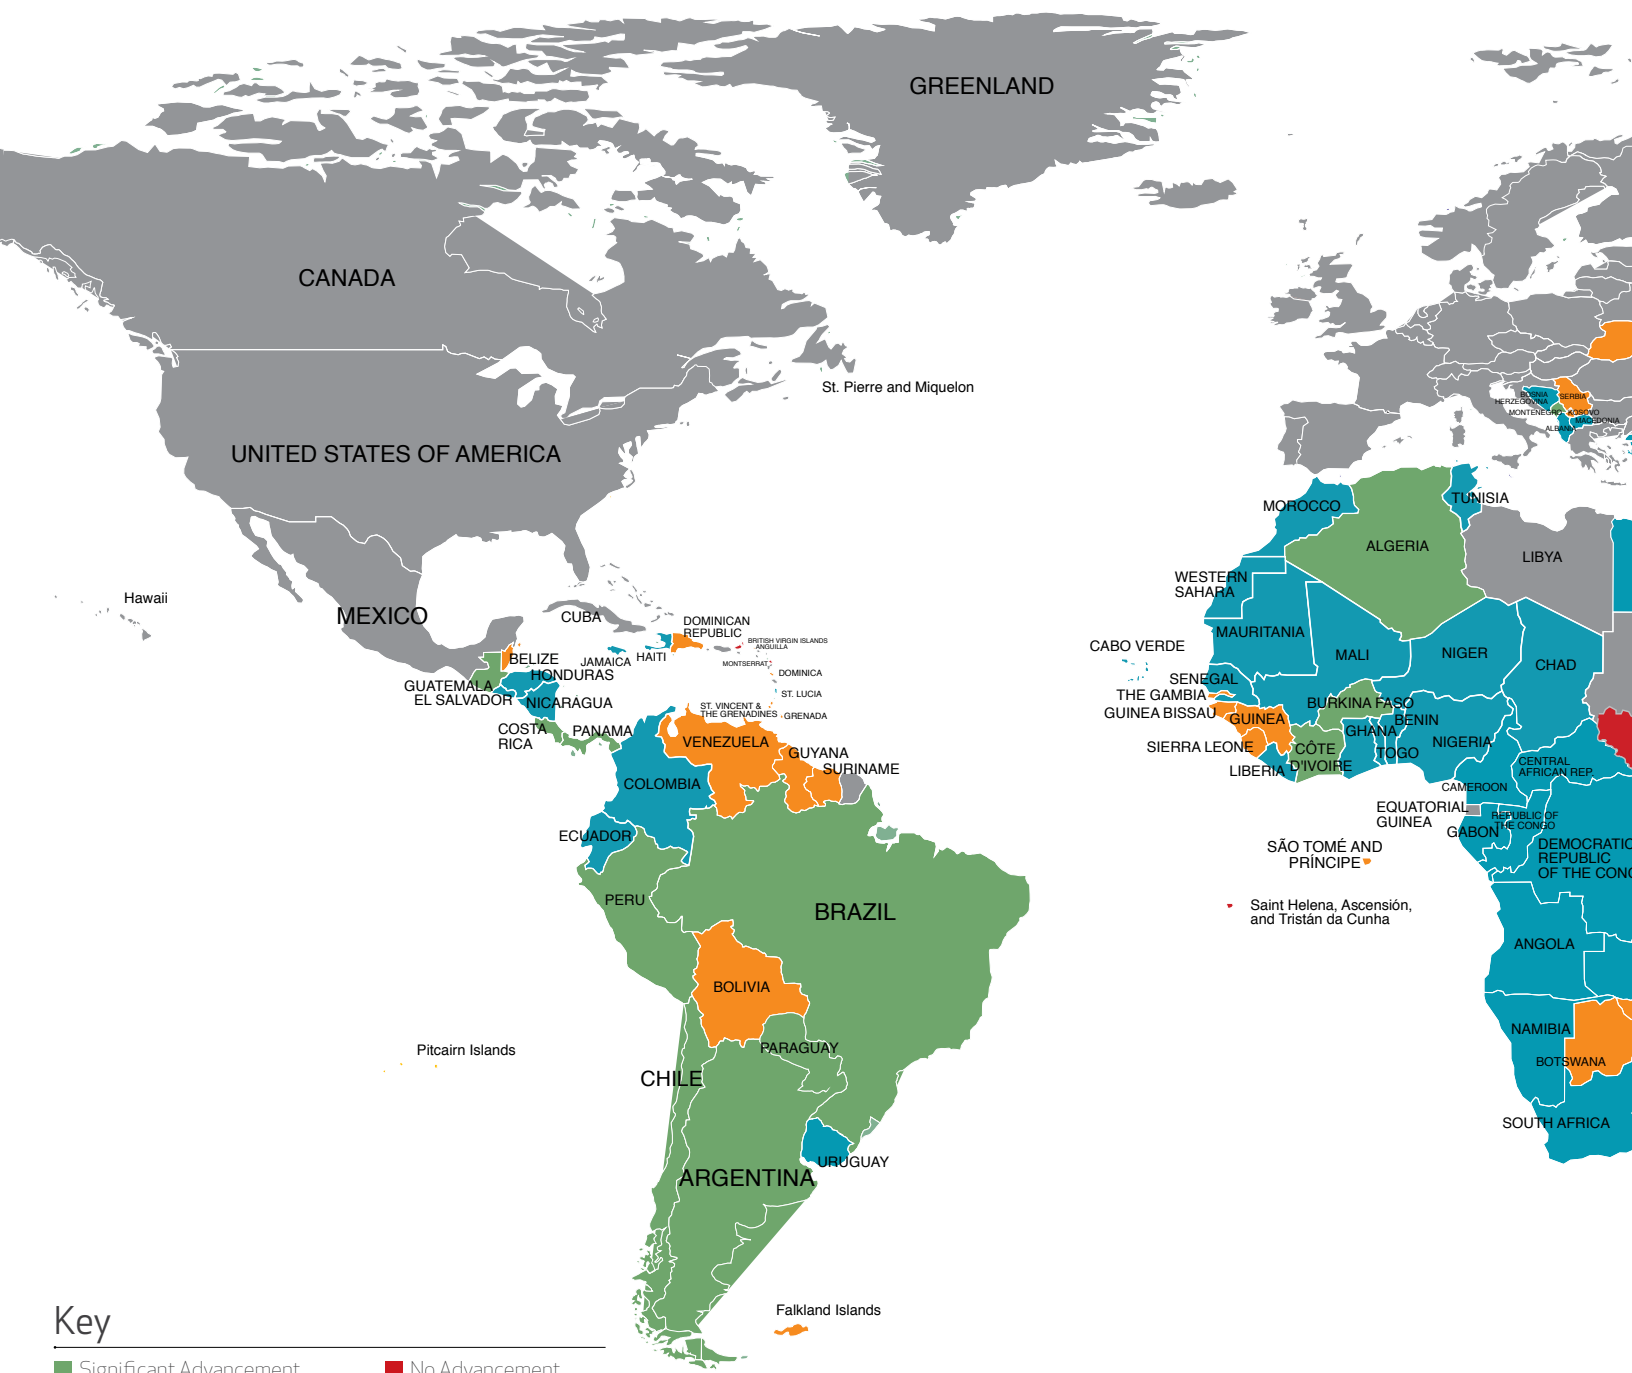 GREENLAND
CANADA
St. Pierre and Miquelon
UNITED STATES OF AMERICA
Hawaii
MEXICO
CUBA
DOMINICAN
REPUBLIC
BRITISH VIRGIN ISLANDS
ANGUILLA
BELIZE
JAMAICA
HAITI
MONTSERRAT
DOMINICA
HONDURAS
GUATEMALA
EL SALVADOR
NICARAGUA
ST. LUCIA
ST. VINCENT &
THE GRENADINES
GRENADA
COSTA
RICA
PANAMA
VENEZUELA
GUYANA
SURINAME
COLOMBIA
ECUADOR
PERU
BRAZIL
BOLIVIA
PARAGUAY
Pitcairn Islands
CHILE
ARGENTINA
URUGUAY
Falkland Islands
BOSNIA
HERZEGOVINA
SERBIA
MONTENEGRO
KOSOVO
MACEDONIA
ALBANIA
MOROCCO
TUNISIA
ALGERIA
LIBYA
WESTERN
SAHARA
MAURITANIA
CABO VERDE
MALI
NIGER
CHAD
SENEGAL
THE GAMBIA
GUINEA BISSAU
GUINEA
BURKINA FASO
BENIN
GHANA
SIERRA LEONE
CÔTE
D'IVOIRE
TOGO
NIGERIA
LIBERIA
CENTRAL
AFRICAN REP.
CAMEROON
EQUATORIAL
GUINEA
REPUBLIC OF
THE CONGO
GABON
SÃO TOMÉ AND
PRÍNCIPE
DEMOCRATIC
REPUBLIC
OF THE CONG
Saint Helena, Ascensión,
and Tristán da Cunha
ANGOLA
NAMIBIA
BOTSWANA
SOUTH AFRICA
Key
Significant Advancement
No Advancement